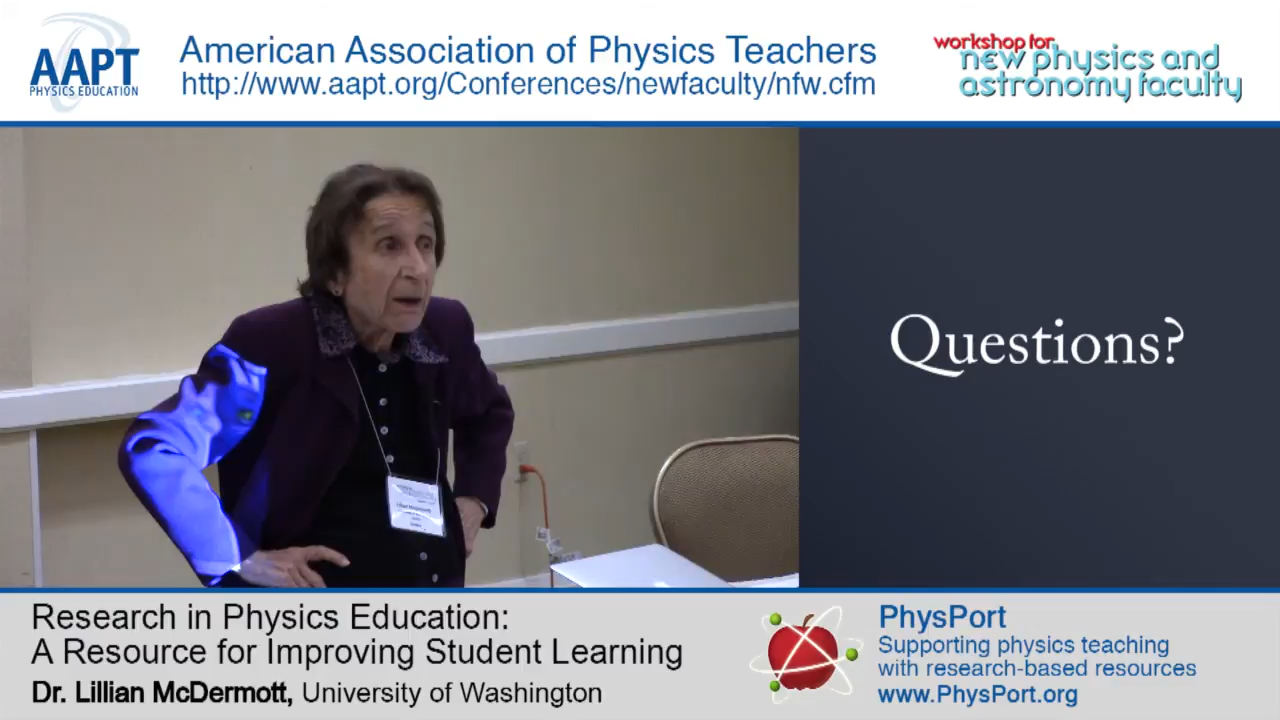 AAPT
PHYSICS EDUCATION
American Association of Physics Teachers
http://www.aapt.org/Conferences/newfaculty/nfw.cfm
workshop for
new physics and
astronomy faculty
Questions?
Research in Physics Education:
A Resource for Improving Student Learning
Dr. Lillian McDermott, University of Washington
PhysPort
Supporting physics teaching
with research-based resources
www.PhysPort.org